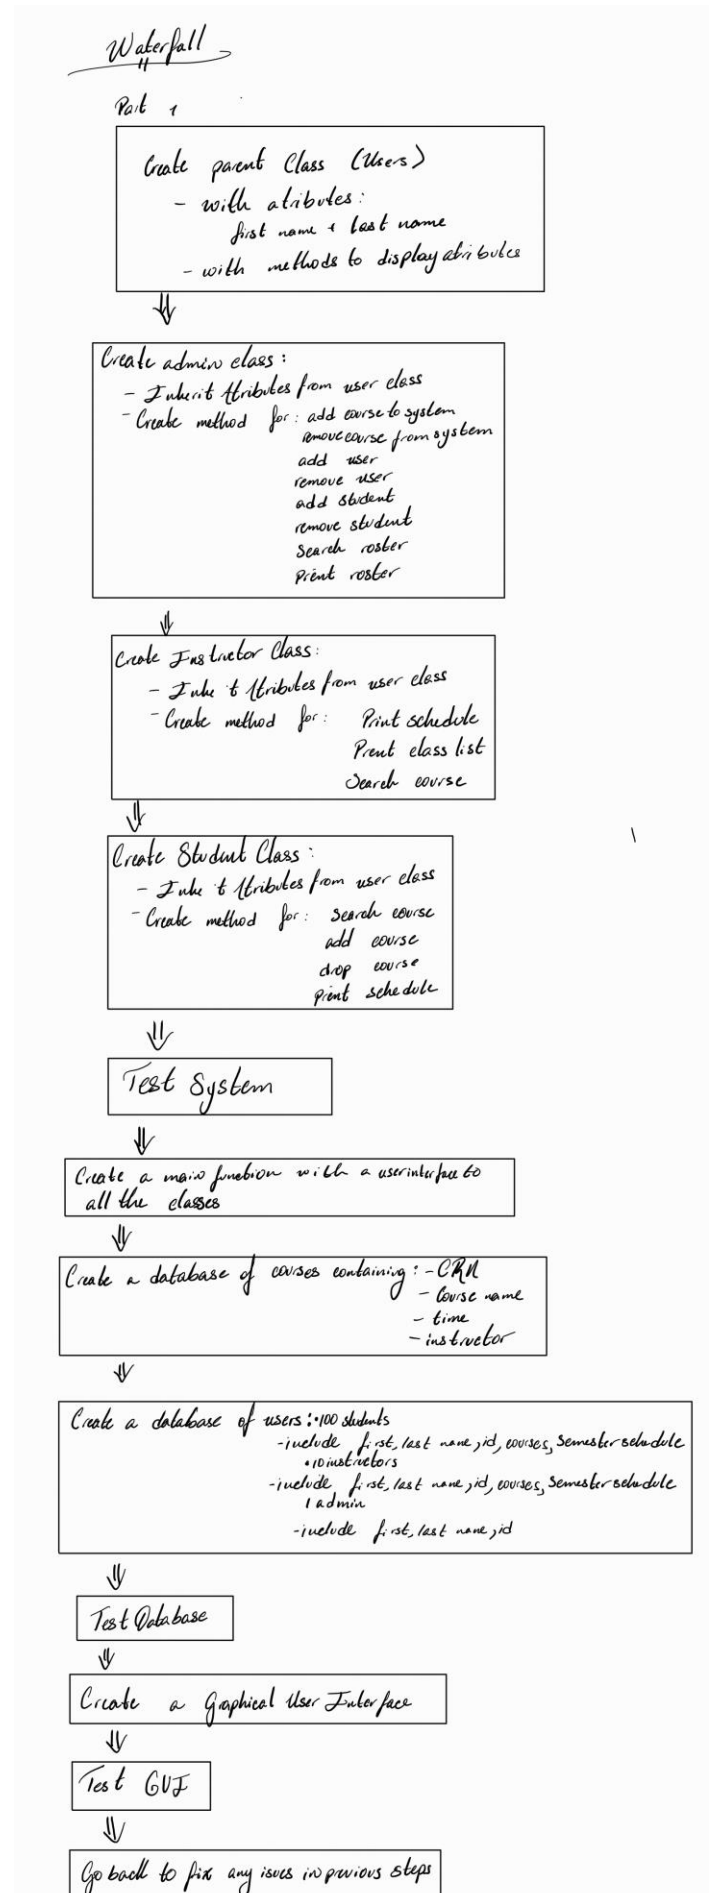 Waterfall
Part 1
Create parent Class (Users)
- with atributes:
first name + last name
- with methods to display atributes
Create admin class:
- Inherit Atributes from user class
- Create method for: add course to system
remove course from system
add user
remove user
add student
remove student
Search roster
Print roster
Create Instructor Class:
- Inhe t Atributes from user class
- Create method for: Print schedule
Print class list
Search course
Create Student Class:
- Inhe t Atributes from user class
- Create method for: Search course
add course
drop course
print schedule
Test System
Create a main function with a userinterface to
all the classes
Create a database of courses containing: - CRN
- Course name
- time
- instructor
Create a database of users: • 100 students
- include first, last name, id, courses, Semester schedule
• 10 instructors
- include first, last name, id, courses, Semester schedule
1 admin
- include first, last name, id
Test Database
Create a Graphical User Interface
Test GUI
Go back to fix any isues in previous steps